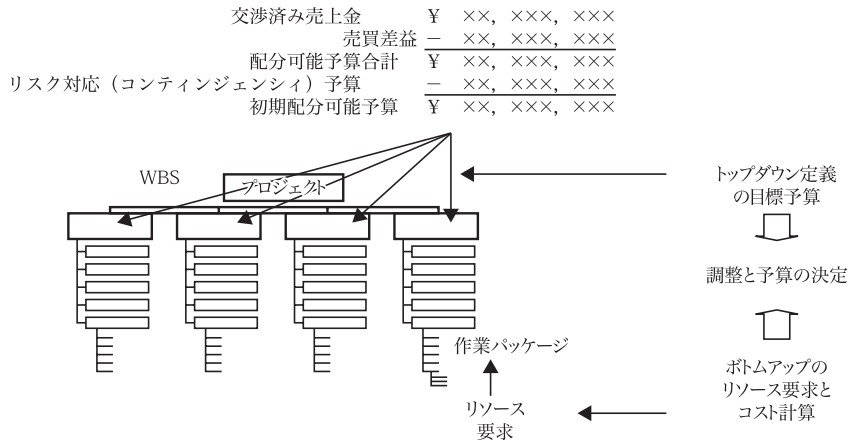 交渉済み売上金 ¥ ××, ×××, ×××
売買差益 − ××, ×××, ×××
配分可能予算合計 ¥ ××, ×××, ×××
リスク対応（コンティンジェンシィ）予算 − ××, ×××, ×××
初期配分可能予算 ¥ ××, ×××, ×××
WBS
プロジェクト
トップダウン定義
の目標予算
調整と予算の決定
作業パッケージ
リソース
要求
ボトムアップの
リソース要求と
コスト計算